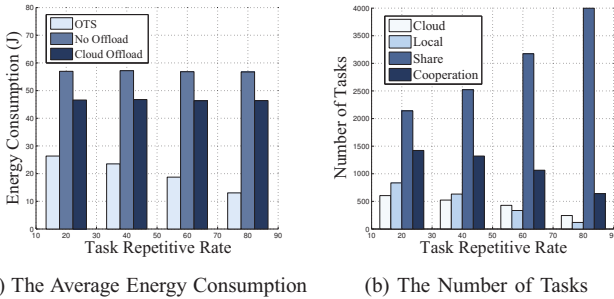 80
70
60
50
40
30
20
10
0
Energy Consumption (J)
OTS
No Offload
Cloud Offload
10 20 30 40 50 60 70 80 90
Task Repetitive Rate
) The Average Energy Consumption
4000
3500
3000
2500
2000
1500
1000
500
0
Number of Tasks
Cloud
Local
Share
Cooperation
10 20 30 40 50 60 70 80 9
Task Repetitive Rate
(b) The Number of Tasks